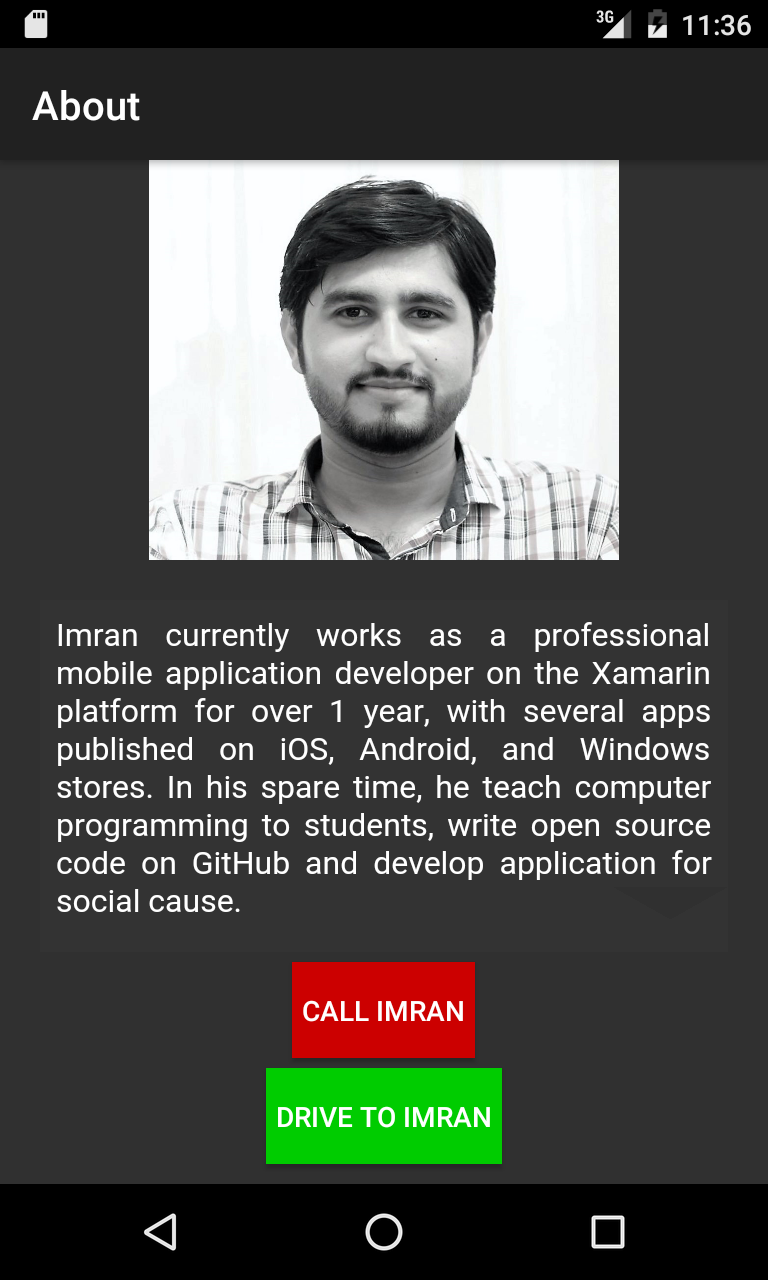 3G 11:36
About
Imran currently works as a professional
mobile application developer on the Xamarin
platform for over 1 year, with several apps
published on iOS, Android, and Windows
stores. In his spare time, he teach computer
programming to students, write open source
code on GitHub and develop application for
social cause.
CALL IMRAN
DRIVE TO IMRAN